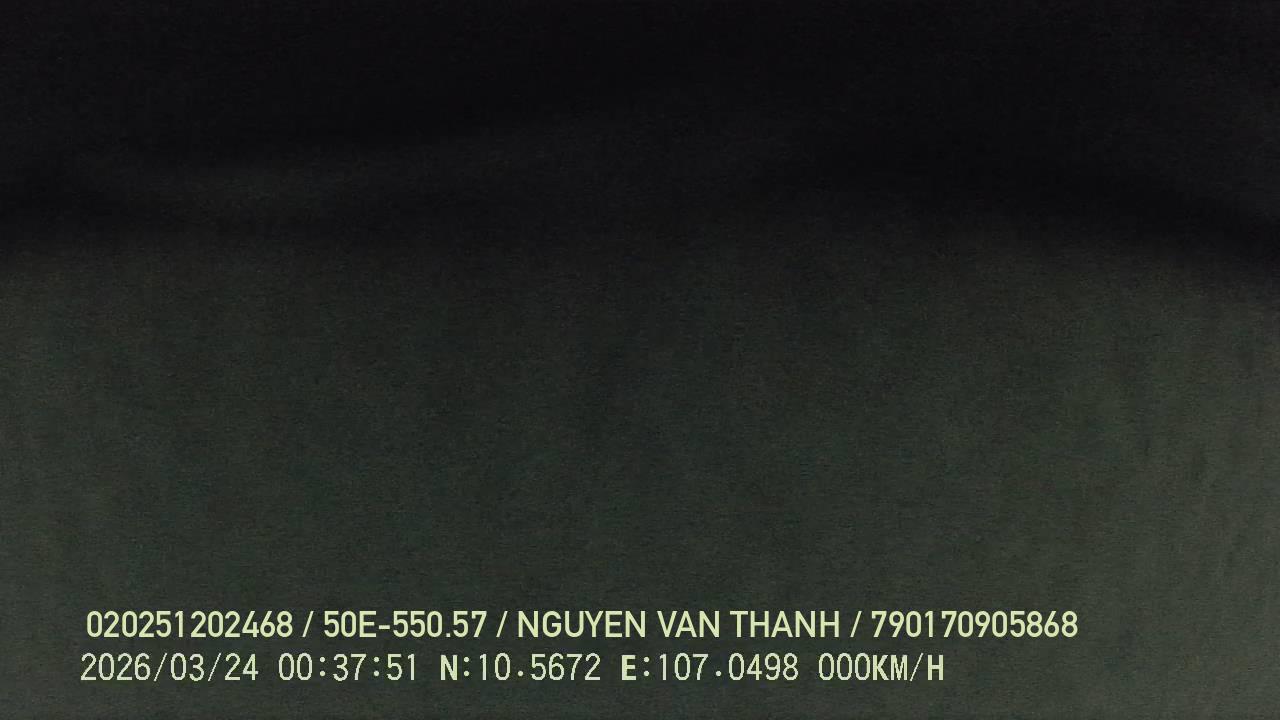 020251202468 / 50E-550.57 / NGUYEN VAN THANH / 790170905868
2026/03/24 00:37:51 N:10.5672 E:107.0498 000KM/H